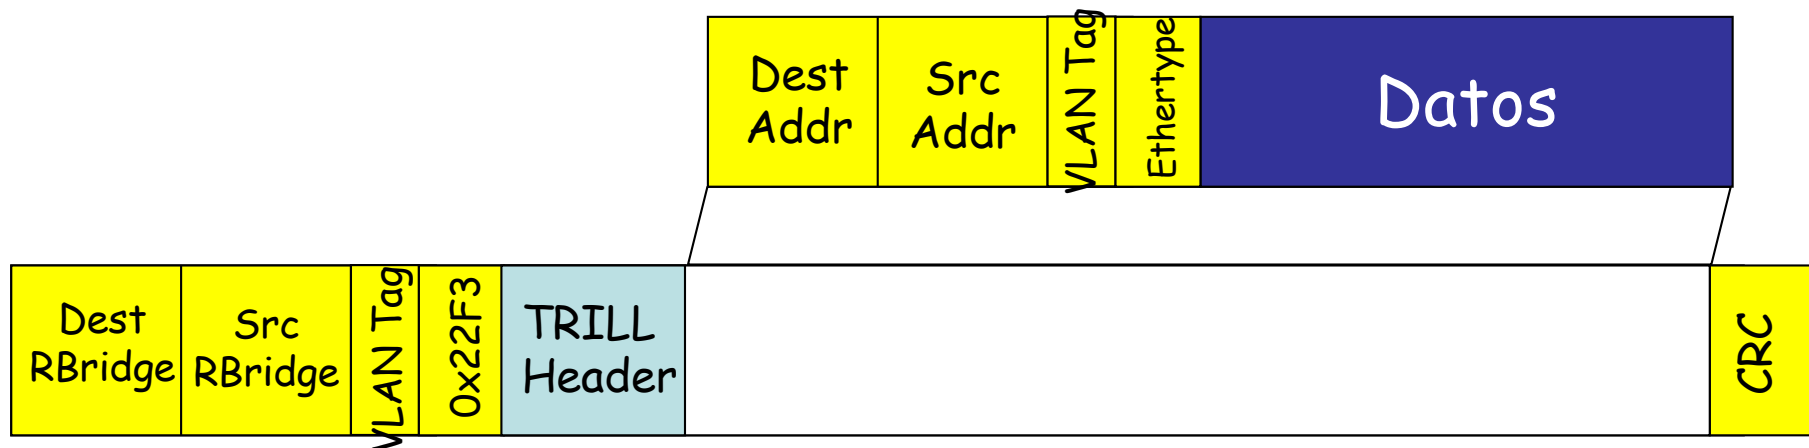 Dest
Addr
Src
Addr
VLAN Tag
Ethertype
Datos
Dest
RBridge
Src
RBridge
VLAN Tag
0x22F3
TRILL
Header
CRC